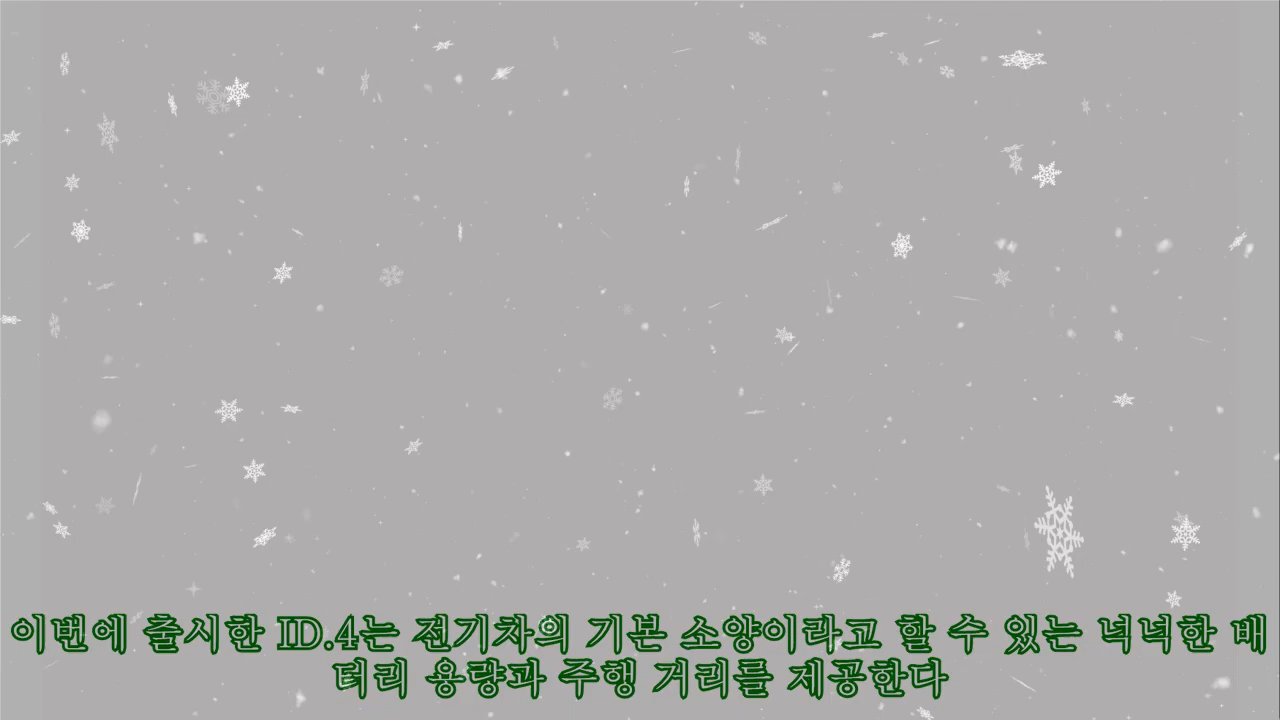 이번에 출시한 ID.4는 전기차의 기본 소양이라고 할 수 있는 넉넉한 배
터리 용량과 주행 거리를 제공한다